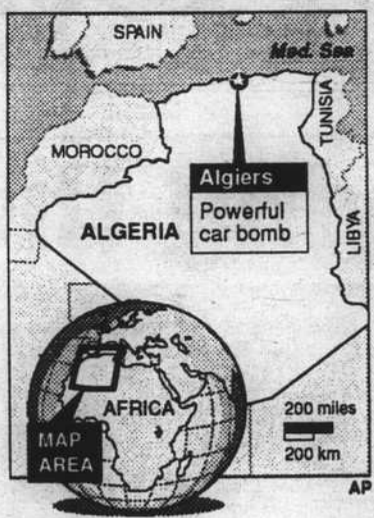 SPAIN
Med. Sea
MOROCCO
TUNISIA
Algiers
Powerful
car bomb
ALGERIA
LIBYA
AFRICA
MAP
AREA
200 miles
200 km
AP